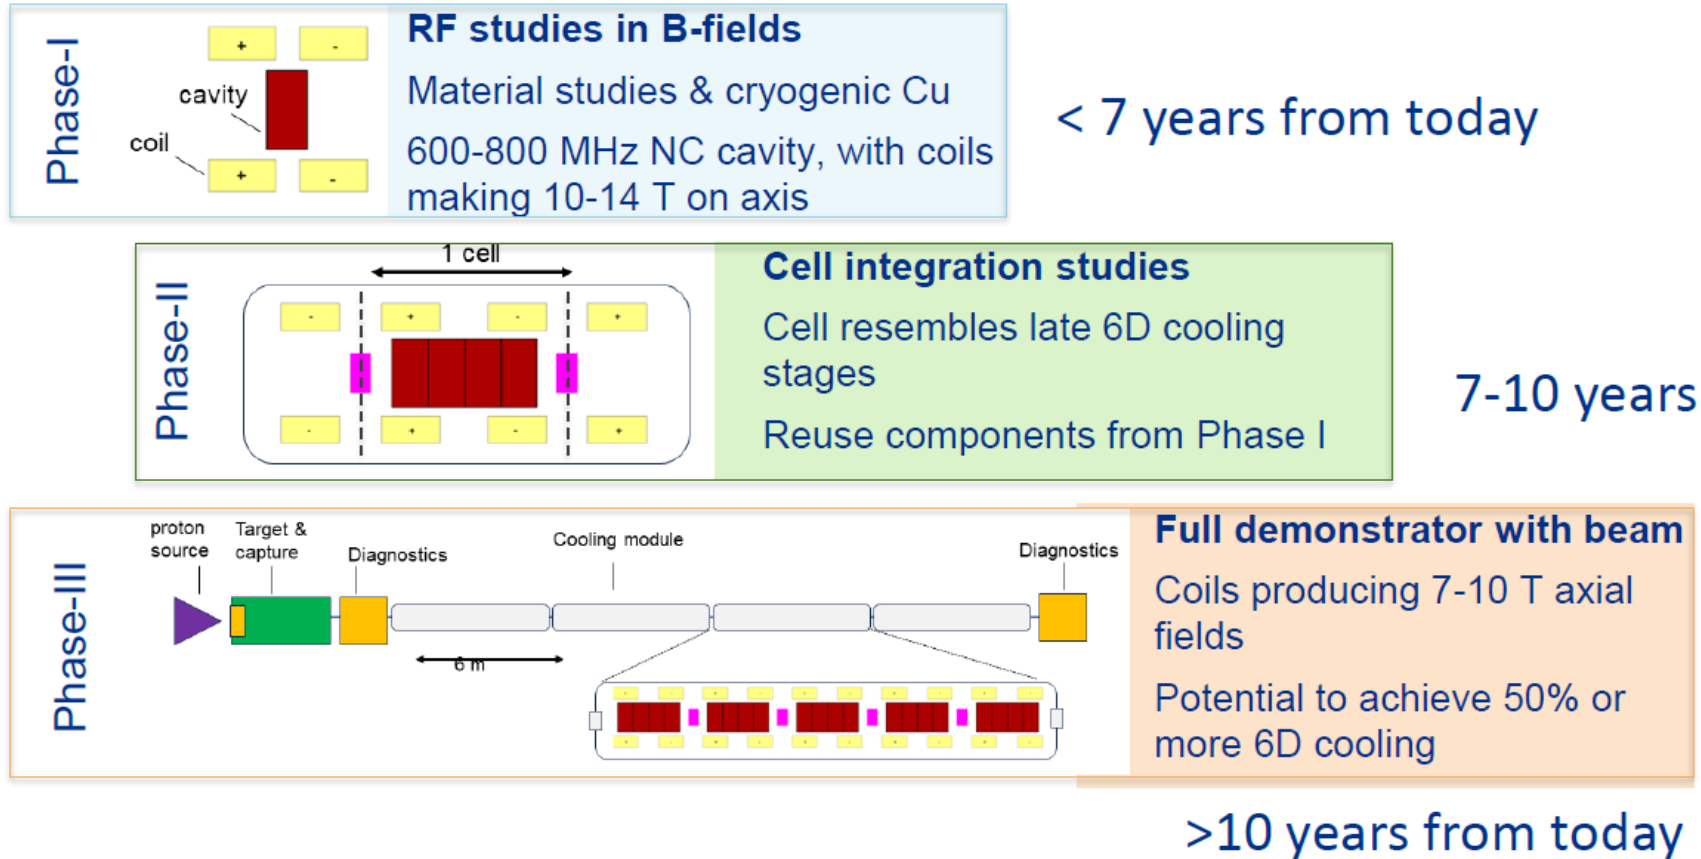 Phase-I
+ -
cavity
coil
+ -
RF studies in B-fields
Material studies & cryogenic Cu
600-800 MHz NC cavity, with coils
making 10-14 T on axis
< 7 years from today
Phase-II
1 cell
- + - +
- + - +
Cell integration studies
Cell resembles late 6D cooling
stages
Reuse components from Phase I
7-10 years
Phase-III
proton
source
Target &
capture
Diagnostics
Cooling module
Diagnostics
6 m
+ - + - + - + - + -
+ - + - + - + - + -
Full demonstrator with beam
Coils producing 7-10 T axial
fields
Potential to achieve 50% or
more 6D cooling
>10 years from today